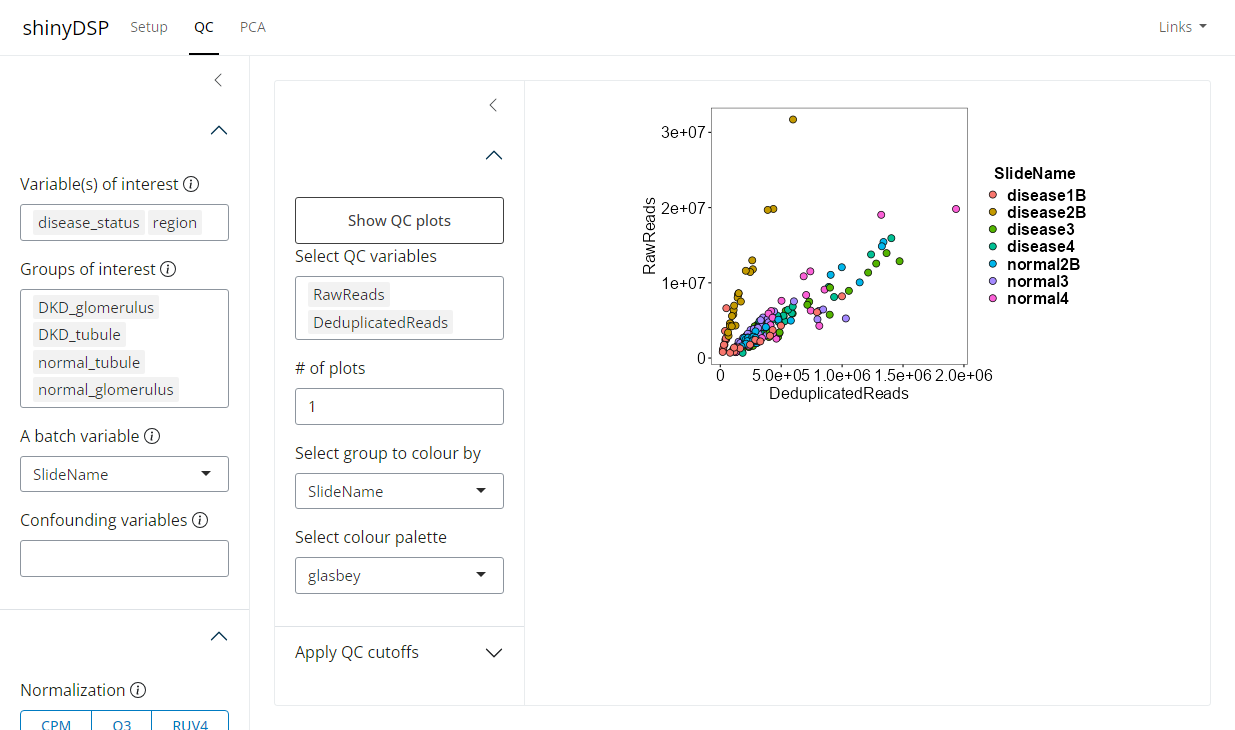 shinyDSP Setup QC PCA Links
Variable(s) of interest
disease_status region
Groups of interest
DKD_glomerulus
DKD_tubule
normal_tubule
normal_glomerulus
A batch variable
SlideName
Confounding variables
Normalization
CPM Q3 RUV4
Show QC plots
Select QC variables
RawReads
DeduplicatedReads
# of plots
1
Select group to colour by
SlideName
Select colour palette
glasbey
Apply QC cutoffs
RawReads
3e+07
2e+07
1e+07
0
0 5.0e+05 1.0e+06 1.5e+06 2.0e+06
DeduplicatedReads
SlideName
disease1B
disease2B
disease3
disease4
normal2B
normal3
normal4